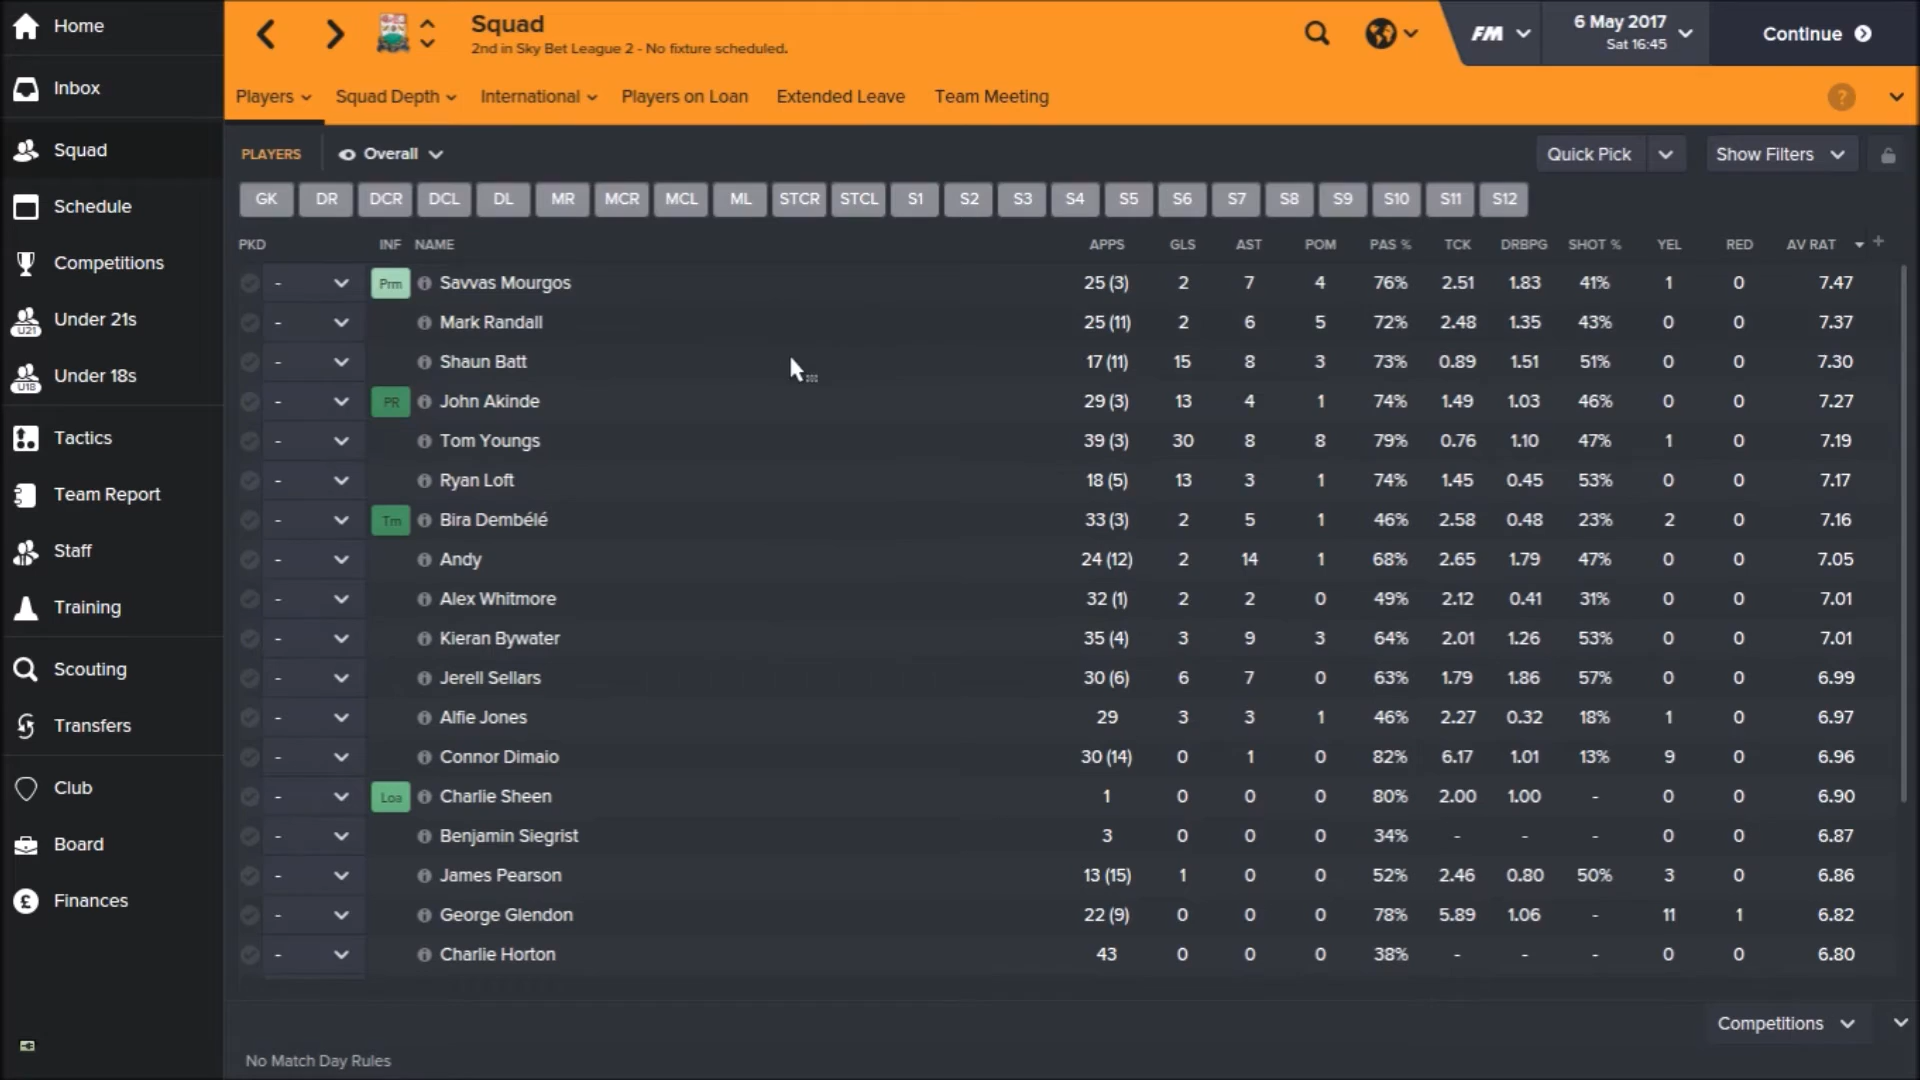 Home
Inbox
Squad
Schedule
Competitions
U21 Under 21s
U18 Under 18s
Tactics
Team Report
Staff
Training
Scouting
Transfers
Club
Board
£ Finances
Squad
2nd in Sky Bet League 2 - No fixture scheduled.
FM
6 May 2017
Sat 16:45
Continue
Players Squad Depth International Players on Loan Extended Leave Team Meeting ?
PLAYERS Overall Quick Pick Show Filters
GK DR DCR DCL DL MR MCR MCL ML STCR STCL S1 S2 S3 S4 S5 S6 S7 S8 S9 S10 S11 S12
PKD INF NAME APPS GLS AST POM PAS % TCK DRBPG SHOT % YEL RED AV RAT +
- Prm Savvas Mourgos 25 (3) 2 7 4 76% 2.51 1.83 41% 1 0 7.47
- Mark Randall 25 (11) 2 6 5 72% 2.48 1.35 43% 0 0 7.37
- Shaun Batt 17 (11) 15 8 3 73% 0.89 1.51 51% 0 0 7.30
- PR John Akinde 29 (3) 13 4 1 74% 1.49 1.03 46% 0 0 7.27
- Tom Youngs 39 (3) 30 8 8 79% 0.76 1.10 47% 1 0 7.19
- Ryan Loft 18 (5) 13 3 1 74% 1.45 0.45 53% 0 0 7.17
- Trn Bira Dembélé 33 (3) 2 5 1 46% 2.58 0.48 23% 2 0 7.16
- Andy 24 (12) 2 14 1 68% 2.65 1.79 47% 0 0 7.05
- Alex Whitmore 32 (1) 2 2 0 49% 2.12 0.41 31% 0 0 7.01
- Kieran Bywater 35 (4) 3 9 3 64% 2.01 1.26 53% 0 0 7.01
- Jerell Sellars 30 (6) 6 7 0 63% 1.79 1.86 57% 0 0 6.99
- Alfie Jones 29 3 3 1 46% 2.27 0.32 18% 1 0 6.97
- Connor Dimaio 30 (14) 0 1 0 82% 6.17 1.01 13% 9 0 6.96
- Loa Charlie Sheen 1 0 0 0 80% 2.00 1.00 - 0 0 6.90
- Benjamin Siegrist 3 0 0 0 34% - - - 0 0 6.87
- James Pearson 13 (15) 1 0 0 52% 2.46 0.80 50% 3 0 6.86
- George Glendon 22 (9) 0 0 0 78% 5.89 1.06 - 11 1 6.82
- Charlie Horton 43 0 0 0 38% - - - 0 0 6.80
Competitions
No Match Day Rules